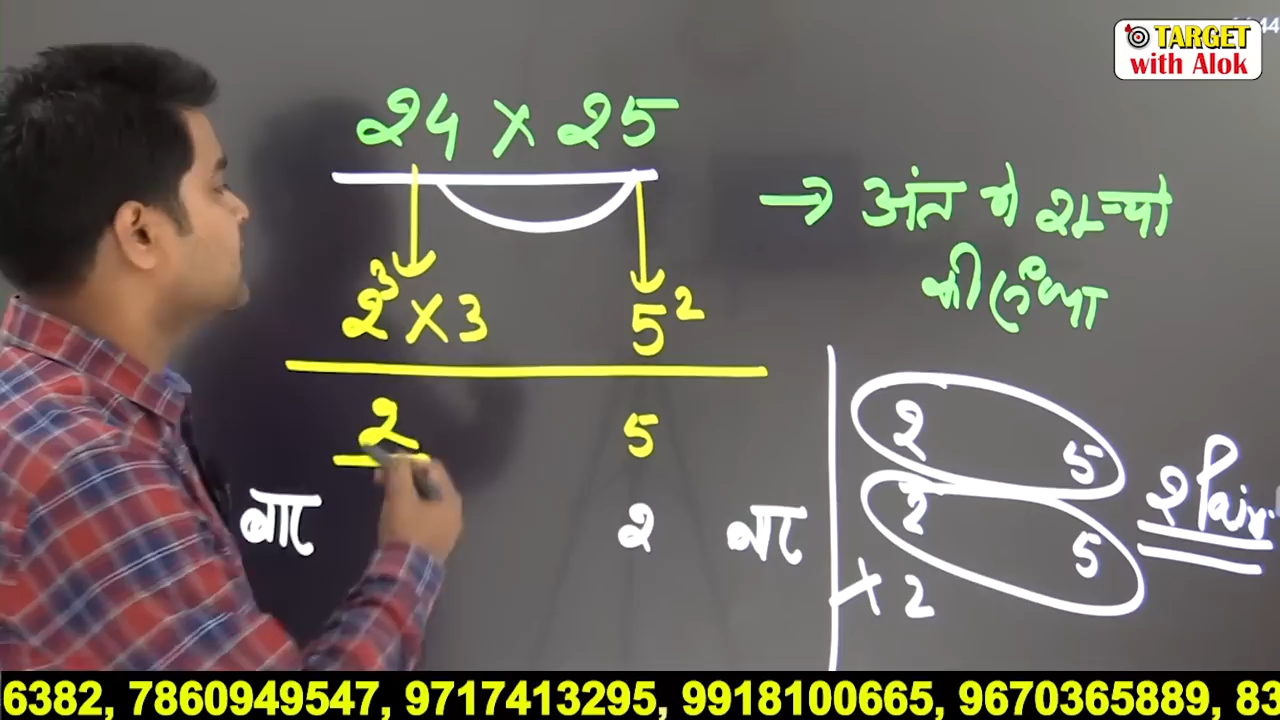 TARGET
with Alok
24 × 25
→ अंत मे शून्यो
की संख्या
2³ × 3 5²
2 5
बार 2 बार
2 5
2 5
× 2
2 Pair
6382, 7860949547, 9717413295, 9918100665, 9670365889, 83